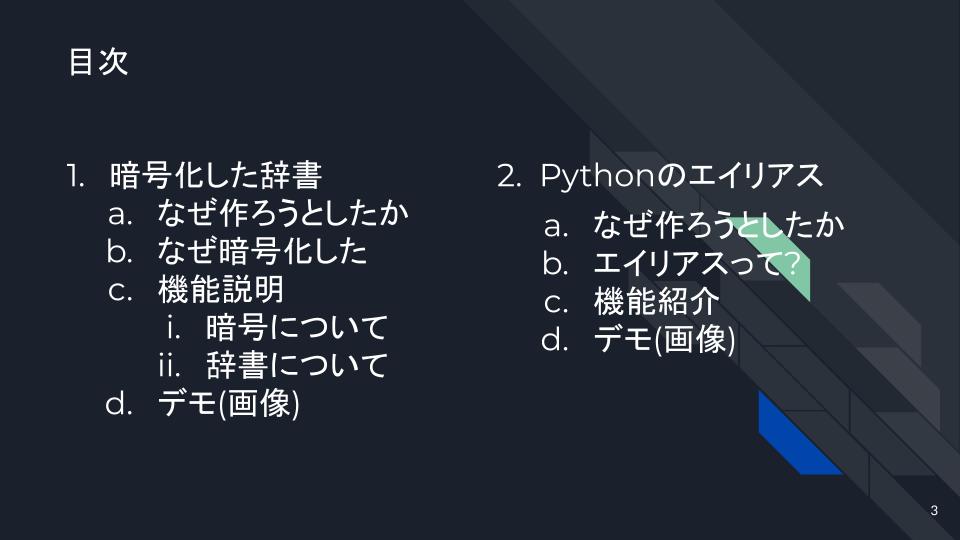 目次
1. 暗号化した辞書
a. なぜ作ろうとしたか
b. なぜ暗号化した
c. 機能説明
i. 暗号について
ii. 辞書について
d. デモ(画像)
2. Pythonのエイリアス
a. なぜ作ろうとしたか
b. エイリアスって?
c. 機能紹介
d. デモ(画像)
3